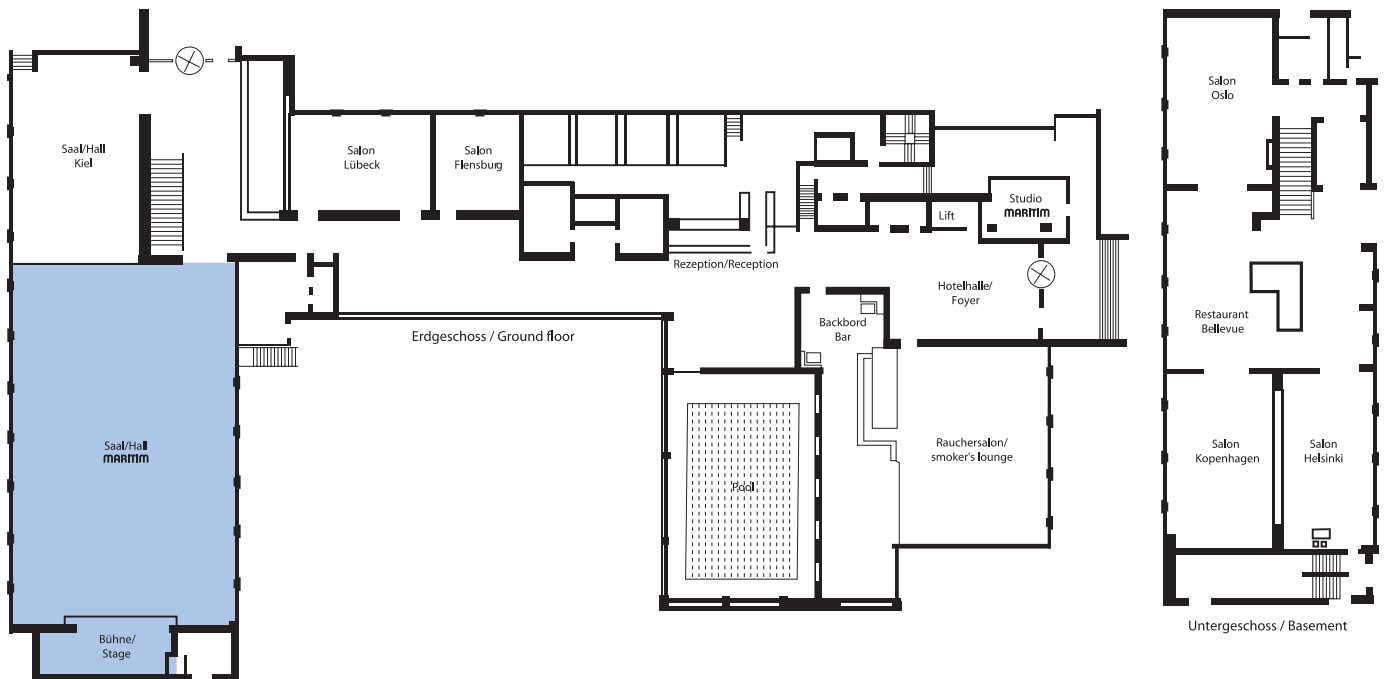 Saal/Hall
Kiel
Salon
Lübeck
Salon
Flensburg
Studio
MARITIM
Lift
Rezeption/Reception
Hotelhalle/
Foyer
Backbord
Bar
Erdgeschoss / Ground floor
Saal/Hall
MARITIM
Pool
Rauchersalon/
smoker's lounge
Bühne/
Stage
Salon
Oslo
Restaurant
Bellevue
Salon
Kopenhagen
Salon
Helsinki
Untergeschoss / Basement